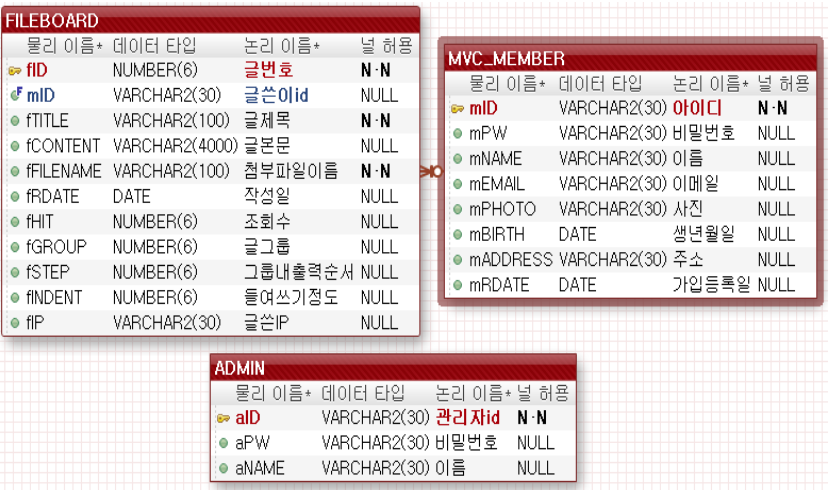 FILEBOARD
물리 이름* 데이터 타입 논리 이름* 널 허용
fID NUMBER(6) 글번호 N·N
mID VARCHAR2(30) 글쓴이id NULL
fTITLE VARCHAR2(100) 글제목 N·N
fCONTENT VARCHAR2(4000) 글본문 NULL
fFILENAME VARCHAR2(100) 첨부파일이름 N·N
fRDATE DATE 작성일 NULL
fHIT NUMBER(6) 조회수 NULL
fGROUP NUMBER(6) 글그룹 NULL
fSTEP NUMBER(6) 그룹내출력순서 NULL
fINDENT NUMBER(6) 들여쓰기정도 NULL
fIP VARCHAR2(30) 글쓴IP NULL
MVC_MEMBER
물리 이름* 데이터 타입 논리 이름* 널 허용
mID VARCHAR2(30) 아이디 N·N
mPW VARCHAR2(30) 비밀번호 NULL
mNAME VARCHAR2(30) 이름 NULL
mEMAIL VARCHAR2(30) 이메일 NULL
mPHOTO VARCHAR2(30) 사진 NULL
mBIRTH DATE 생년월일 NULL
mADDRESS VARCHAR2(30) 주소 NULL
mRDATE DATE 가입등록일 NULL
ADMIN
물리 이름* 데이터 타입 논리 이름* 널 허용
aID VARCHAR2(30) 관리자id N·N
aPW VARCHAR2(30) 비밀번호 NULL
aNAME VARCHAR2(30) 이름 NULL